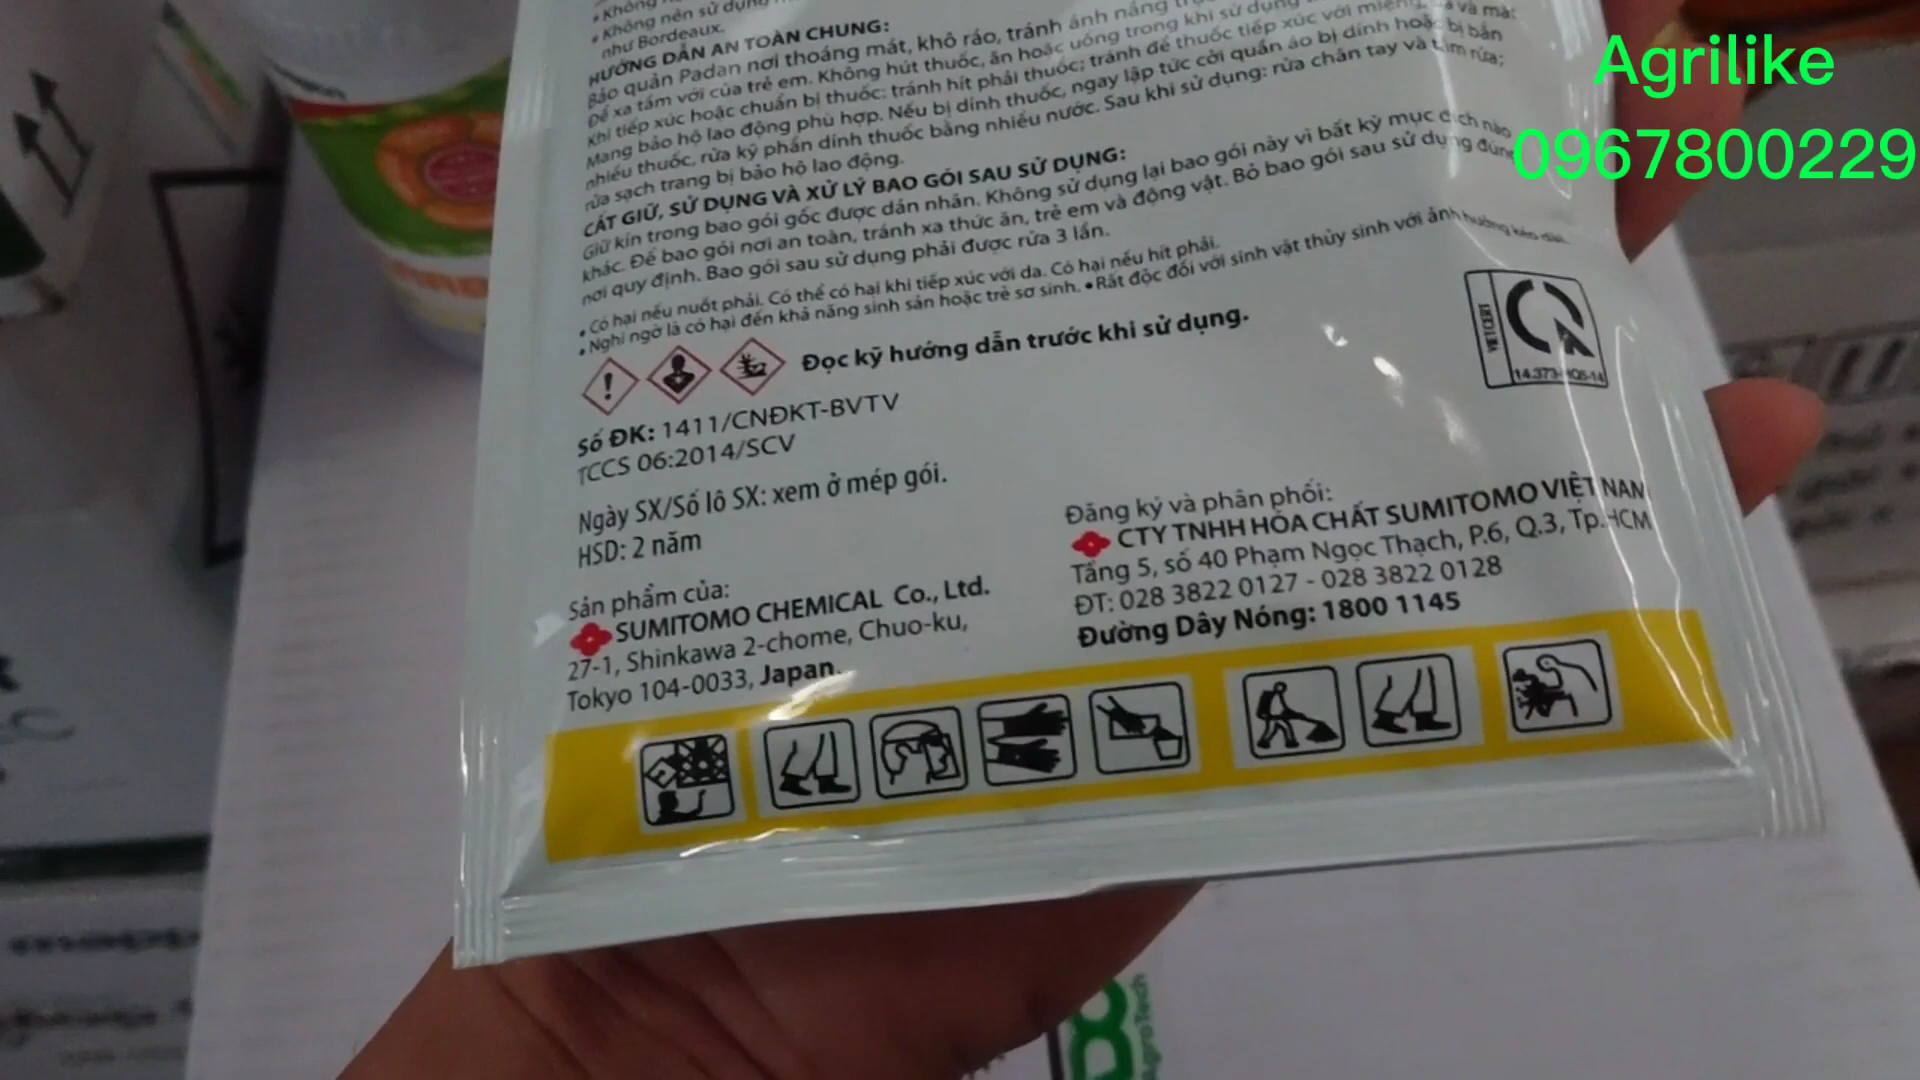 • Không
• Không nên sử dụng
như Bordeaux.
HƯỚNG DẪN AN TOÀN CHUNG:
Bảo quản Padan nơi thoáng mát, khô ráo, tránh ánh nắng
Để xa tầm với của trẻ em. Không hút thuốc, ăn hoặc uống trong khi sử dụng
Khi tiếp xúc hoặc chuẩn bị thuốc; tránh hít phải thuốc; tránh để thuốc tiếp xúc với miệng, và mắt
Mang bảo hộ lao động phù hợp. Nếu bị dính thuốc, ngay lập tức cởi quần áo bị dính hoặc bị bắn
nhiều thuốc, rửa kỹ phần dính thuốc bằng nhiều nước. Sau khi sử dụng: rửa chân tay và tắm rửa;
rửa sạch trang bị bảo hộ lao động.
CẤT GIỮ, SỬ DỤNG VÀ XỬ LÝ BAO GÓI SAU SỬ DỤNG:
Giữ kín trong bao gói gốc được dán nhãn. Không sử dụng lại bao gói này vì bất kỳ mục đích nào
khác. Để bao gói nơi an toàn, tránh xa thức ăn, trẻ em và động vật. Bỏ bao gói sau sử dụng đúng
nơi quy định. Bao gói sau sử dụng phải được rửa 3 lần.
• Có hại nếu nuốt phải. Có thể có hại khi tiếp xúc với da. Có hại nếu hít phải.
• Nghi ngờ là có hại đến khả năng sinh sản hoặc trẻ sơ sinh. • Rất độc đối với sinh vật thủy sinh với ảnh hưởng kéo dài.
Đọc kỹ hướng dẫn trước khi sử dụng.
VIETCERT
14.373-HQS-14
Số ĐK: 1411/CNĐKT-BVTV
TCCS 06:2014/SCV
Ngày SX/Số lô SX: xem ở mép gói.
HSD: 2 năm
Sản phẩm của:
SUMITOMO CHEMICAL Co., Ltd.
27-1, Shinkawa 2-chome, Chuo-ku,
Tokyo 104-0033, Japan.
Đăng ký và phân phối:
CTY TNHH HÓA CHẤT SUMITOMO VIỆT NAM
Tầng 5, số 40 Phạm Ngọc Thạch, P.6, Q.3, Tp.HCM
ĐT: 028 3822 0127 - 028 3822 0128
Đường Dây Nóng: 1800 1145
Agrilike
0967800229
AgroTech